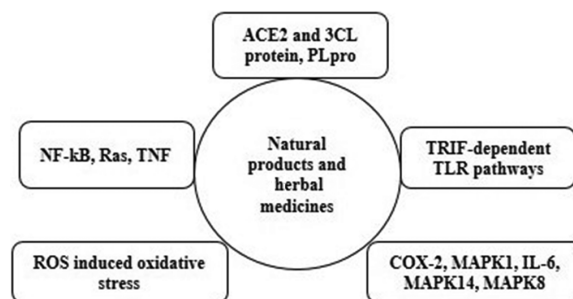 ACE2 and 3CL
protein, PLpro
NF-kB, Ras, TNF
Natural
products and
herbal
medicines
TRIF-dependent
TLR pathways
ROS induced oxidative
stress
COX-2, MAPK1, IL-6,
MAPK14, MAPK8